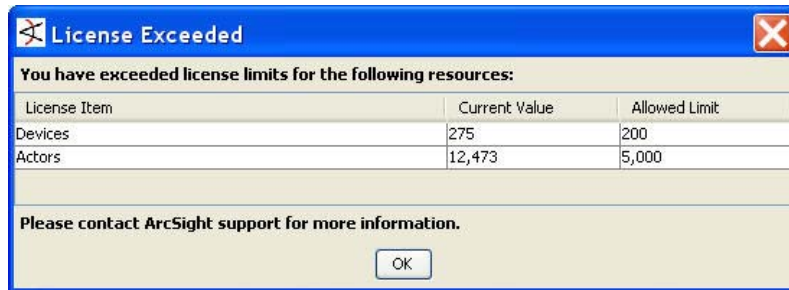 License Exceeded
You have exceeded license limits for the following resources:
License Item Current Value Allowed Limit
Devices 275 200
Actors 12,473 5,000
Please contact ArcSight support for more information.
OK